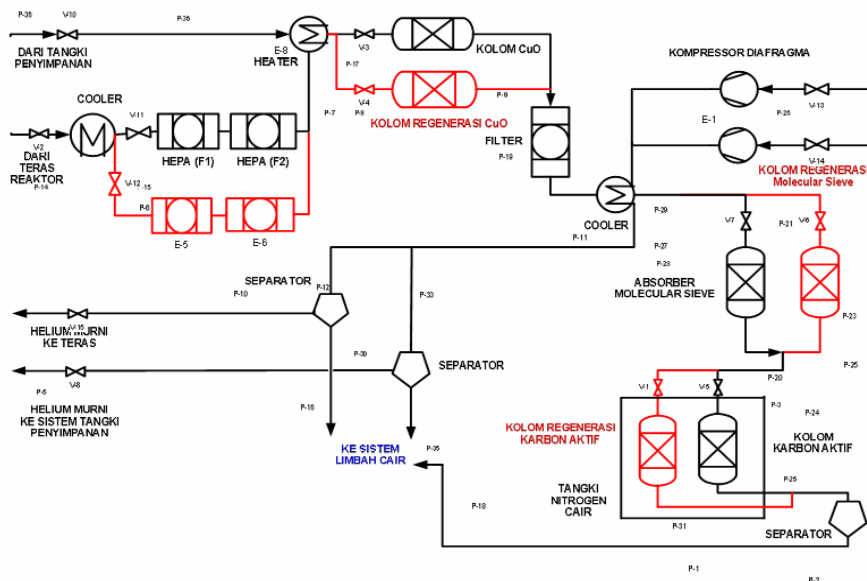 P-38
V-10
P-36
DARI TANGKI
PENYIMPANAN
E-8
HEATER
V-3
KOLOM CuO
P-17
V-4
P-8
P-9
KOLOM REGENERASI CuO
P-7
KOMPRESSOR DIAFRAGMA
V-13
P-26
E-1
V-14
KOLOM REGENERASI
Molecular Sieve
COOLER
V-11
V-2
DARI
TERAS
REAKTOR
P-14
HEPA (F1)
HEPA (F2)
V-12
P-15
P-6
E-5
E-6
FILTER
P-19
COOLER
P-29
P-11
V-7
P-21
V-6
P-27
P-28
ABSORBER
MOLECULAR SIEVE
P-23
SEPARATOR
P-12
P-33
P-10
V-15
HELIUM MURNI
KE TERAS
P-30
SEPARATOR
P-5
V-8
HELIUM MURNI
KE SISTEM TANGKI
PENYIMPANAN
P-16
P-25
P-20
V-1
V-5
P-3
P-24
KOLOM REGENERASI
KARBON AKTIF
KOLOM
KARBON AKTIF
KE SISTEM
LIMBAH CAIR
P-35
TANGKI
NITROGEN
CAIR
P-25
P-18
P-31
SEPARATOR
P-1
P-2